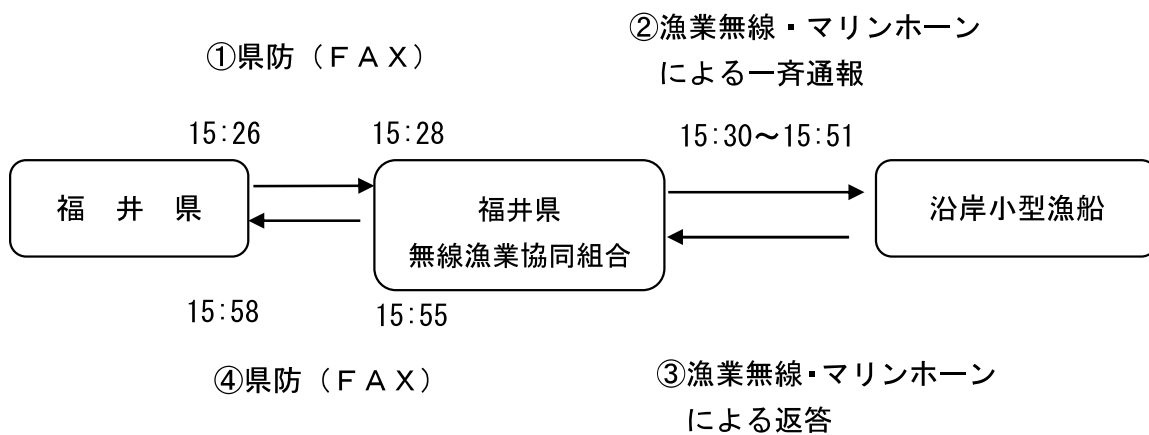 ①県防（ＦＡＸ）
②漁業無線・マリンホーン
による一斉通報
15:26
15:28
15:30～15:51
福　井　県
福井県
無線漁業協同組合
沿岸小型漁船
15:58
15:55
④県防（ＦＡＸ）
③漁業無線・マリンホーン
による返答